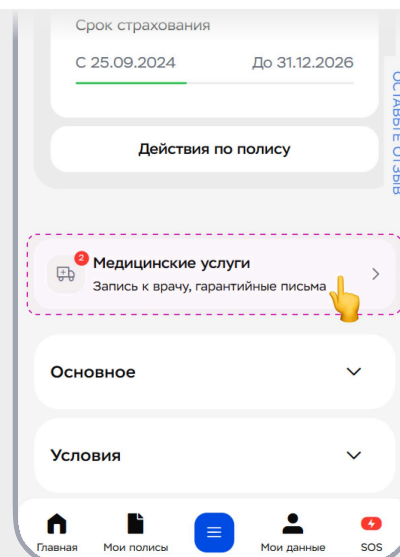 Срок страхования
С 25.09.2024
До 31.12.2026
Действия по полису
ОСТАВЬТЕ ОТЗЫВ
2
Медицинские услуги
Запись к врачу, гарантийные письма
Основное
Условия
Главная
Мои полисы
Мои данные
SOS